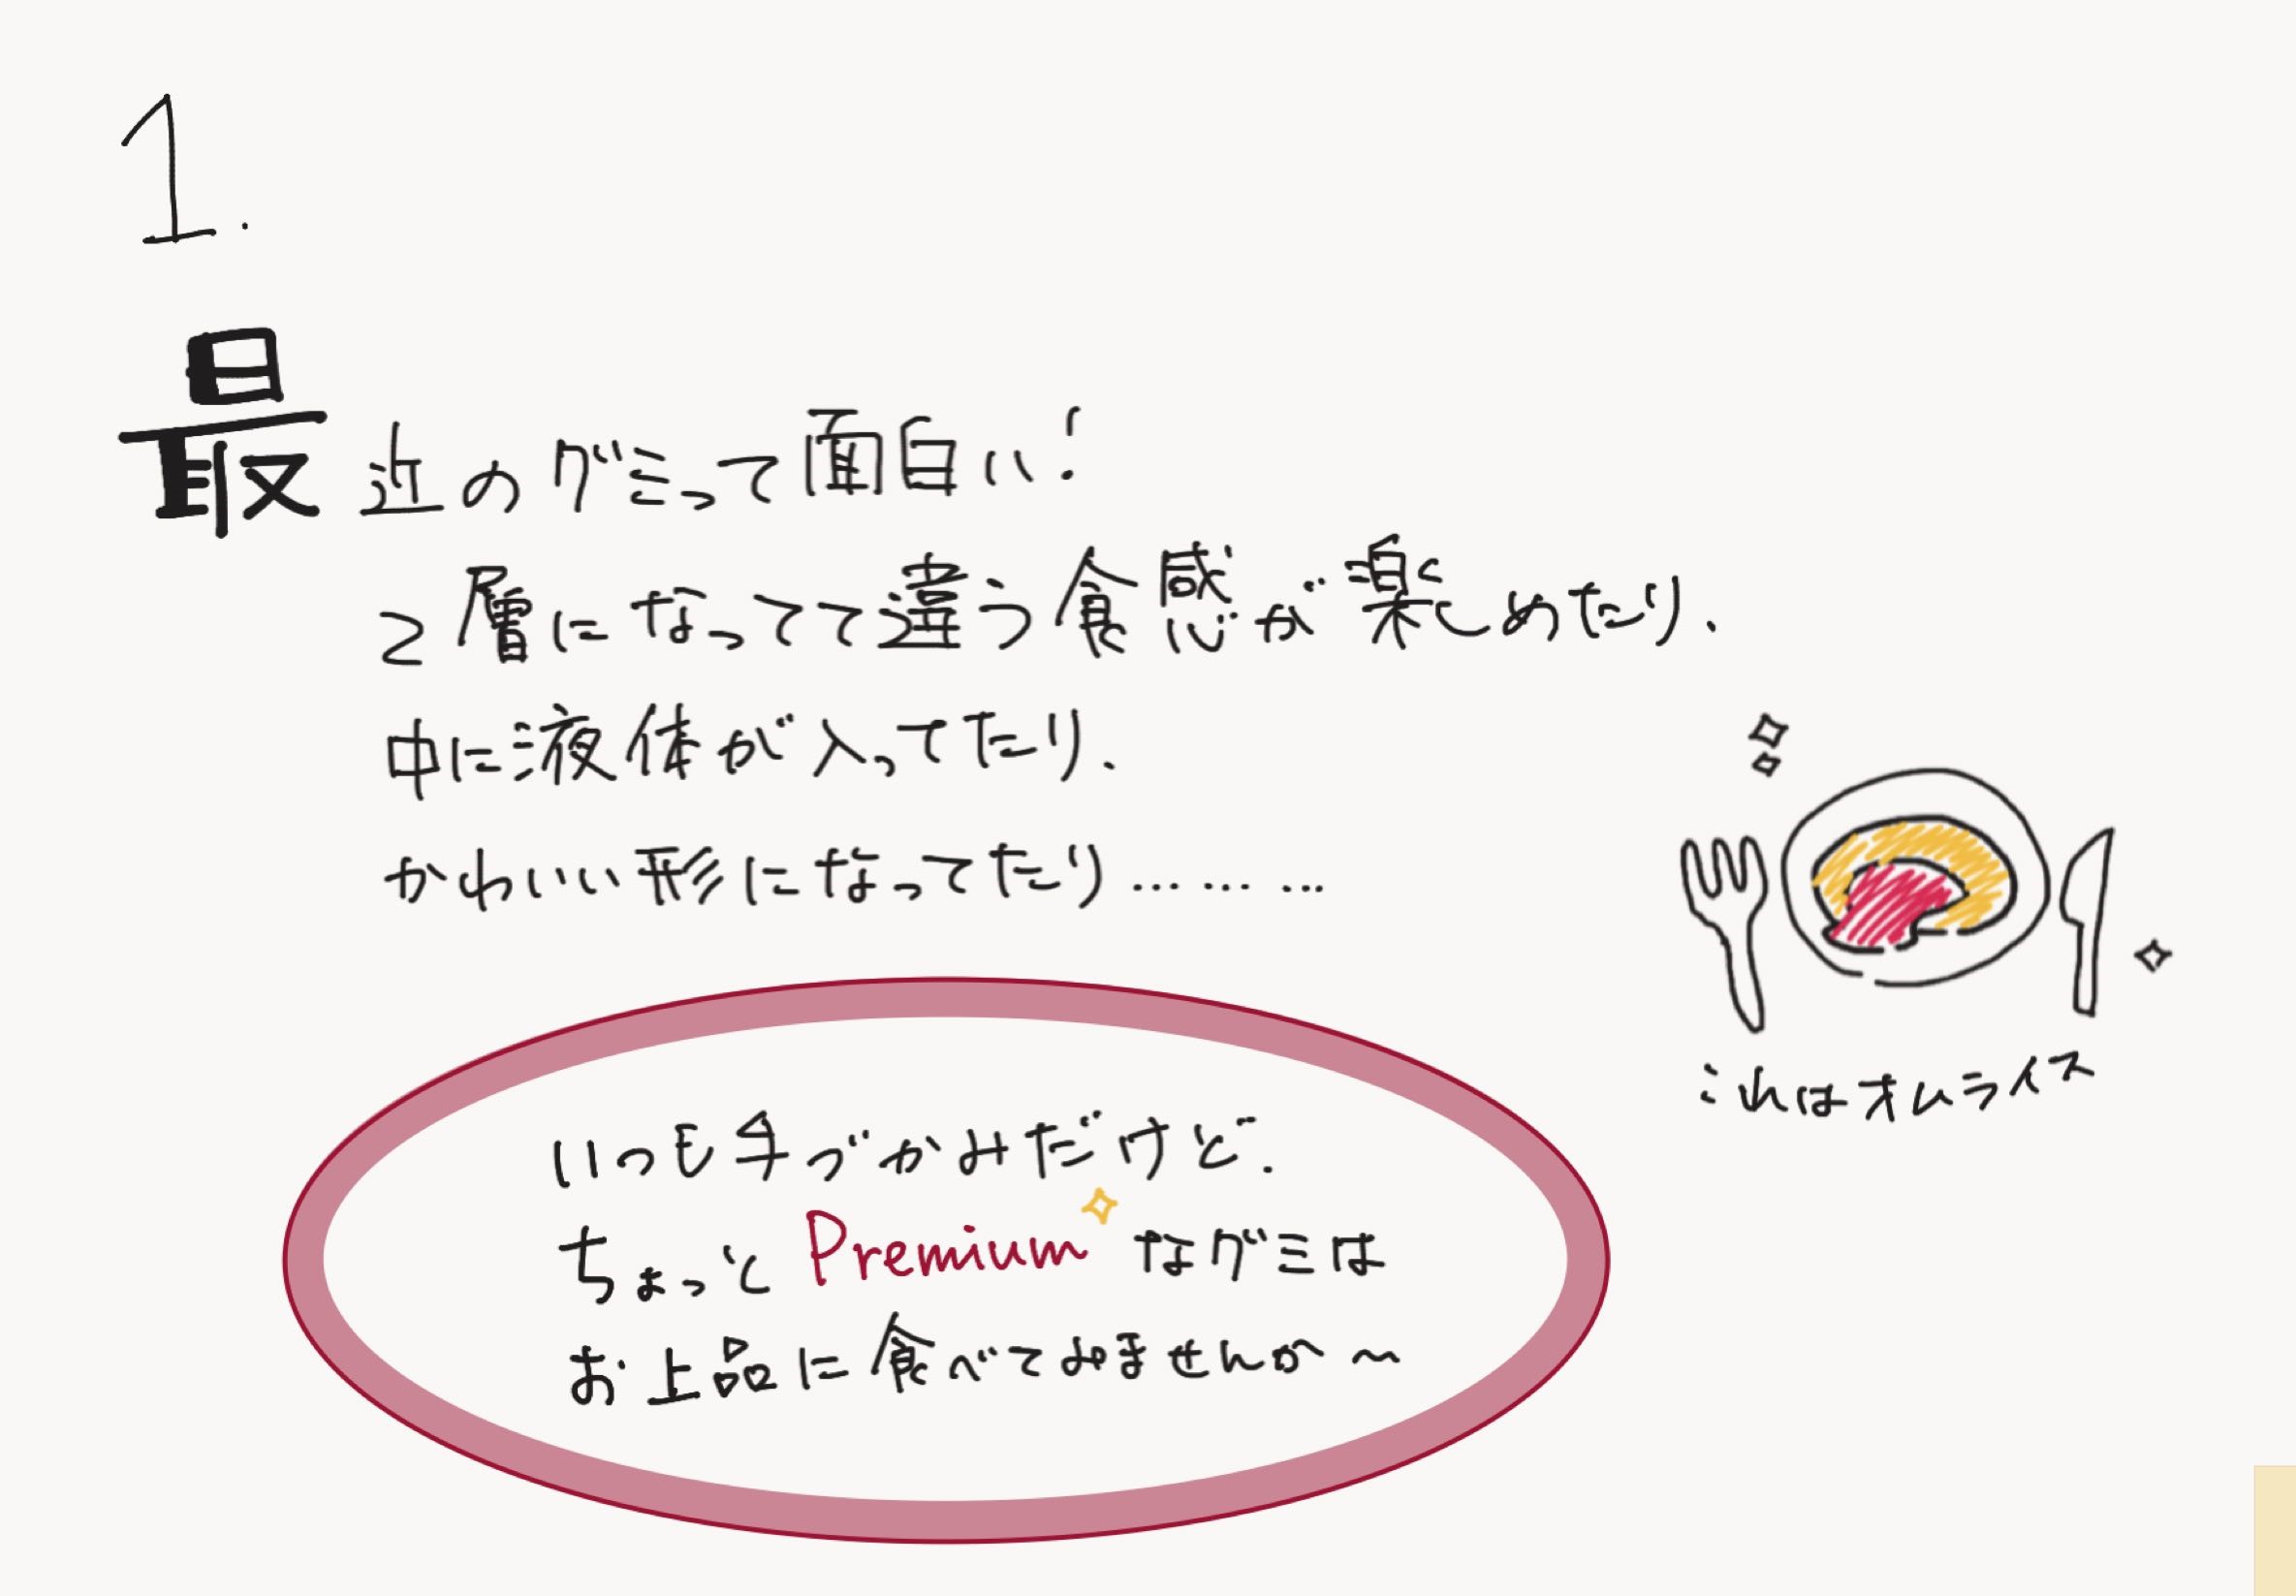 1.
最近のグミって面白い!
2層になってて違う食感が楽しめたり、
中に液体が入ってたり、
かわいい形になってたり………
これはオムライス
いつも手づかみだけど、
ちょっとPremiumなグミは
お上品に食べてみませんか〜